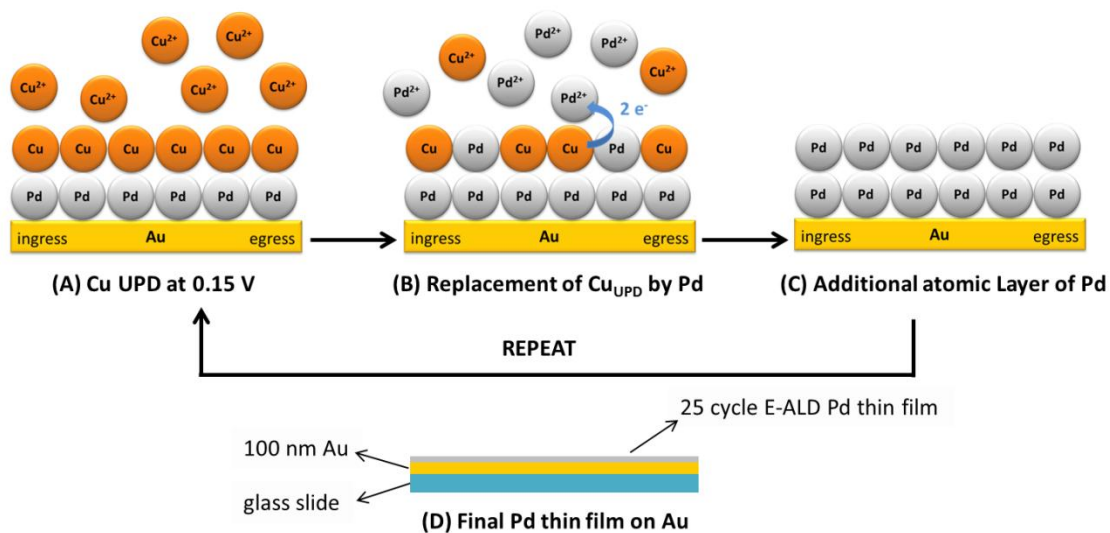 Cu²⁺ Cu²⁺
Cu²⁺ Cu²⁺ Cu²⁺ Cu²⁺
Cu Cu Cu Cu Cu Cu
Pd Pd Pd Pd Pd Pd
ingress Au egress
(A) Cu UPD at 0.15 V
Pd²⁺ Pd²⁺
Cu²⁺ Cu²⁺
Pd²⁺ Pd²⁺ Pd²⁺
2 e⁻
Cu Pd Cu Cu Pd Cu
Pd Pd Pd Pd Pd Pd
ingress Au egress
(B) Replacement of Cu_UPD by Pd
Pd Pd Pd Pd Pd Pd
Pd Pd Pd Pd Pd Pd
ingress Au egress
(C) Additional atomic Layer of Pd
REPEAT
25 cycle E-ALD Pd thin film
100 nm Au
glass slide
(D) Final Pd thin film on Au